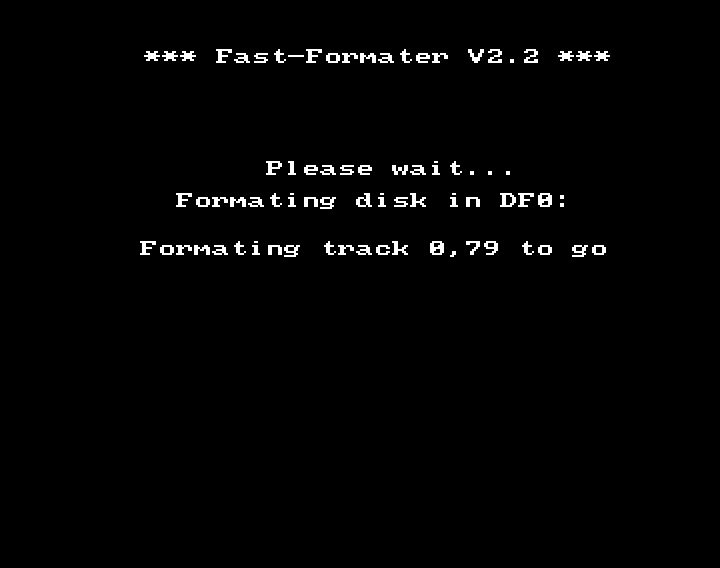 *** Fast-Formater V2.2 ***
Please wait...
Formating disk in DF0:
Formating track 0,79 to go